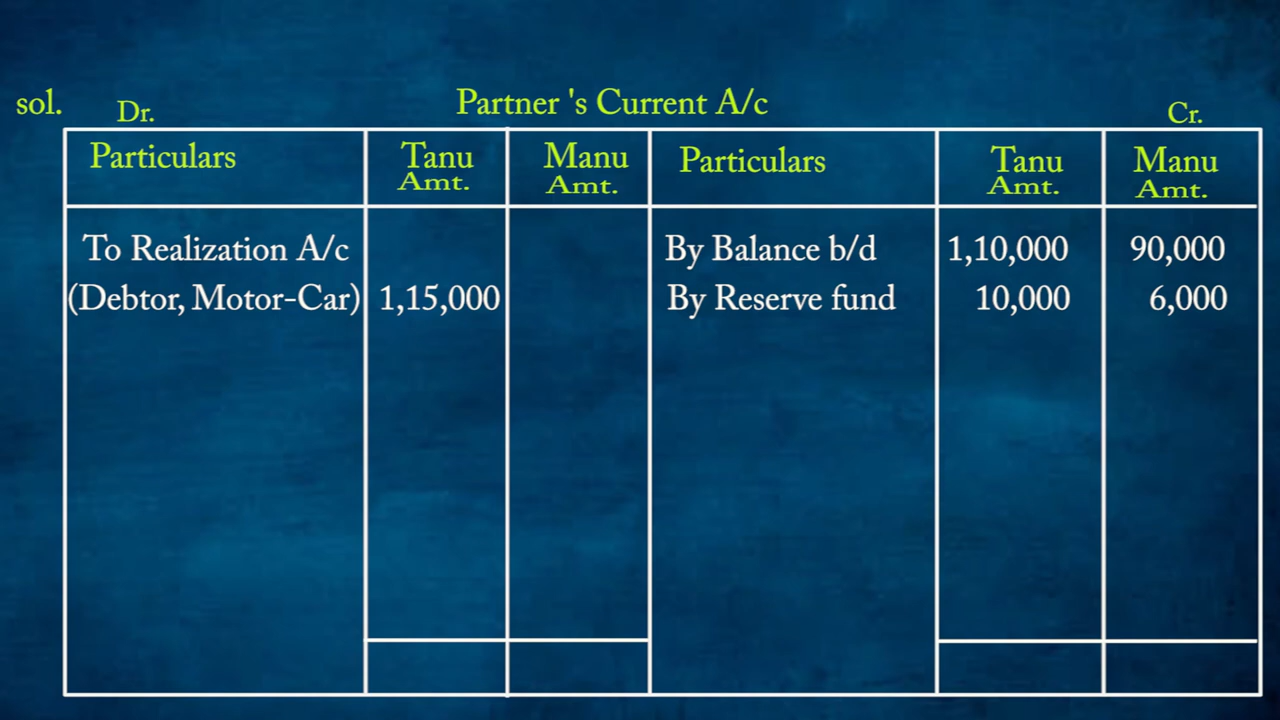 sol. Dr. Partner 's Current A/c Cr.
Particulars Tanu Amt. Manu Amt. Particulars Tanu Amt. Manu Amt.
To Realization A/c By Balance b/d 1,10,000 90,000
(Debtor, Motor-Car) 1,15,000 By Reserve fund 10,000 6,000